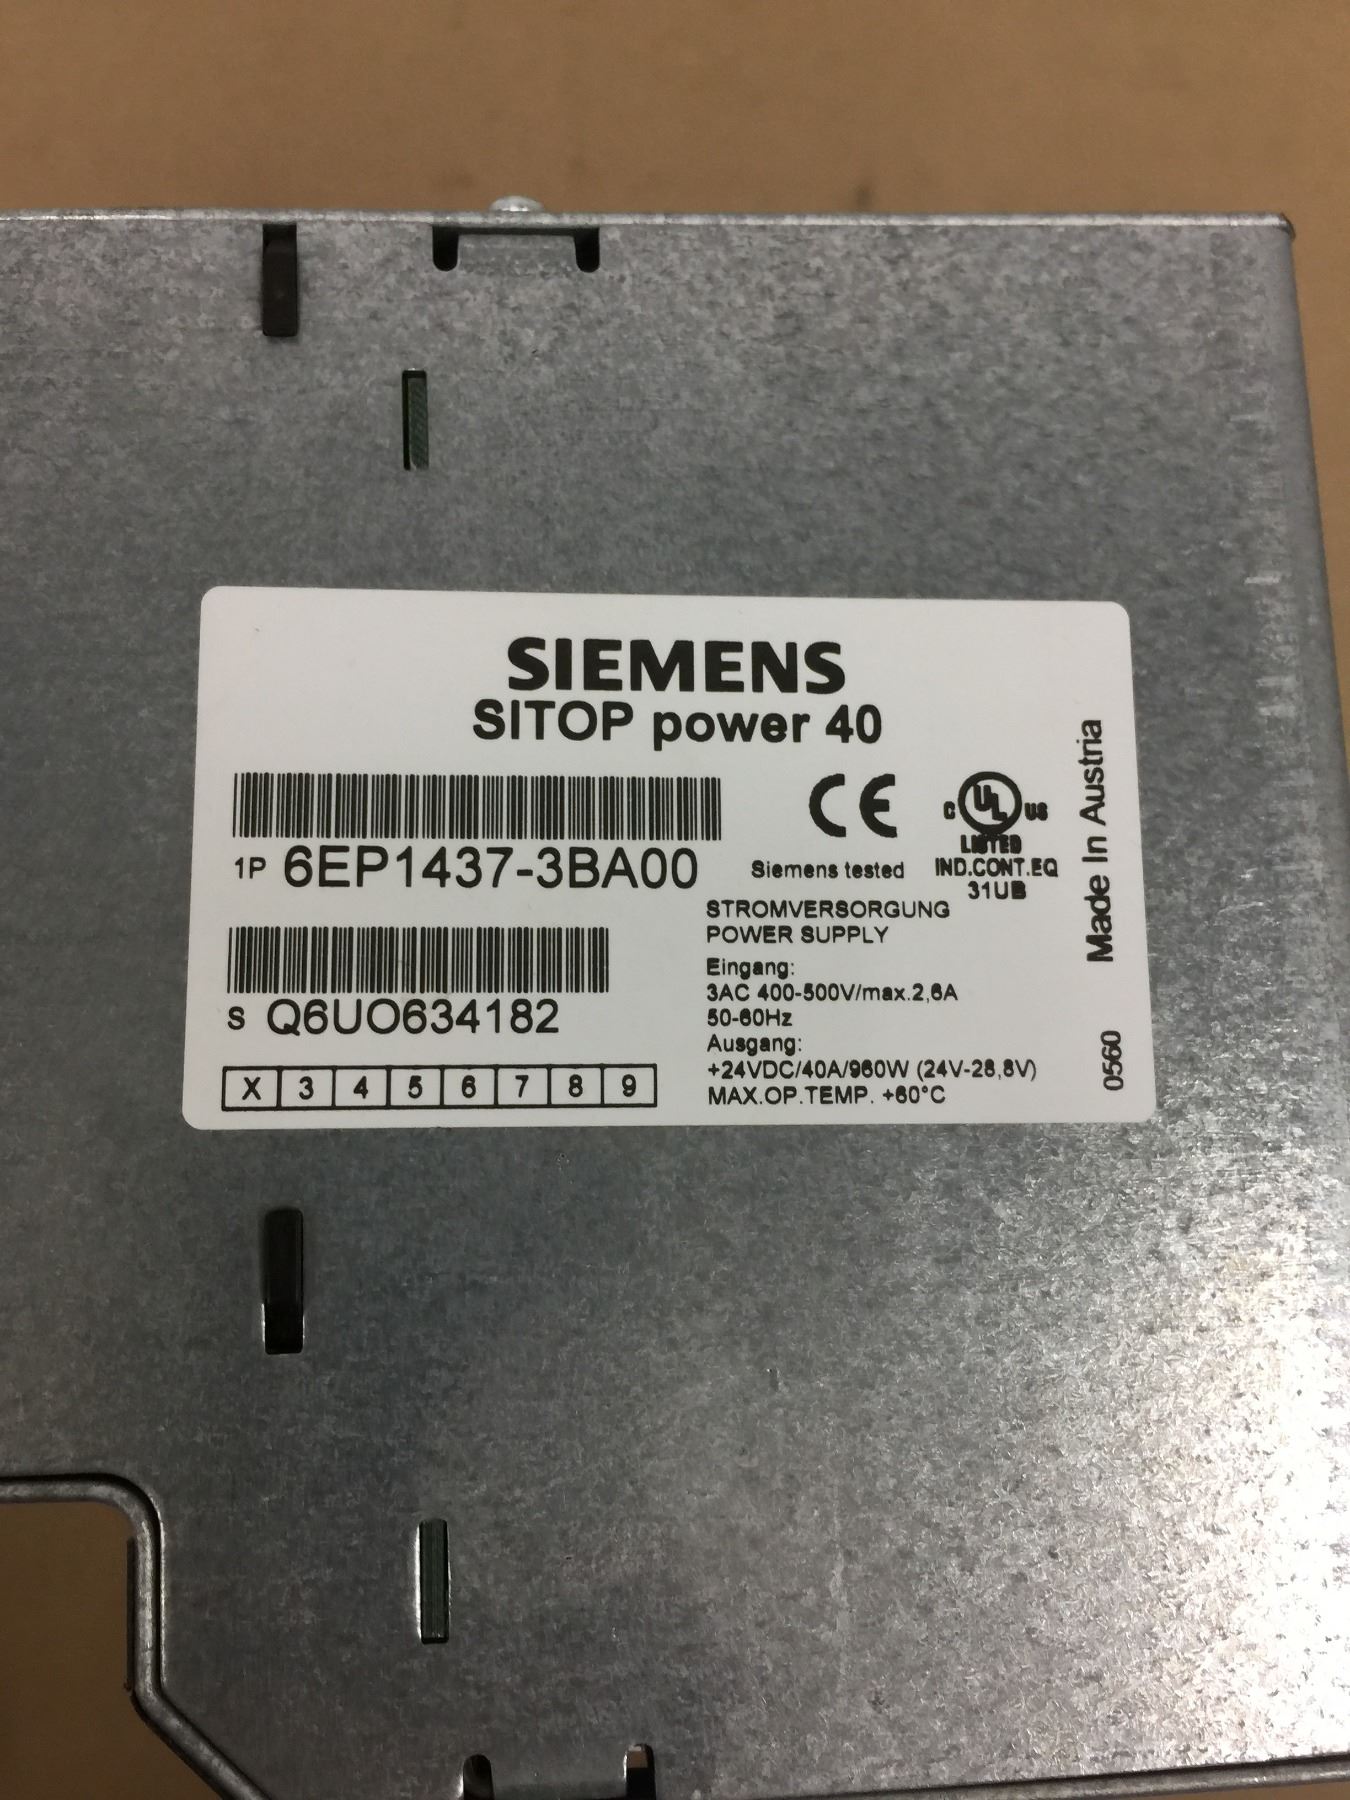 SIEMENS
SITOP power 40
1P 6EP1437-3BA00
S Q6UO634182
X 3 4 5 6 7 8 9
CE
Siemens tested
C UL US
LISTED
IND.CONT.EQ
31UB
STROMVERSORGUNG
POWER SUPPLY
Eingang:
3AC 400-500V/max.2,6A
50-60Hz
Ausgang:
+24VDC/40A/960W (24V-28,8V)
MAX.OP.TEMP. +60°C
Made In Austria
0560